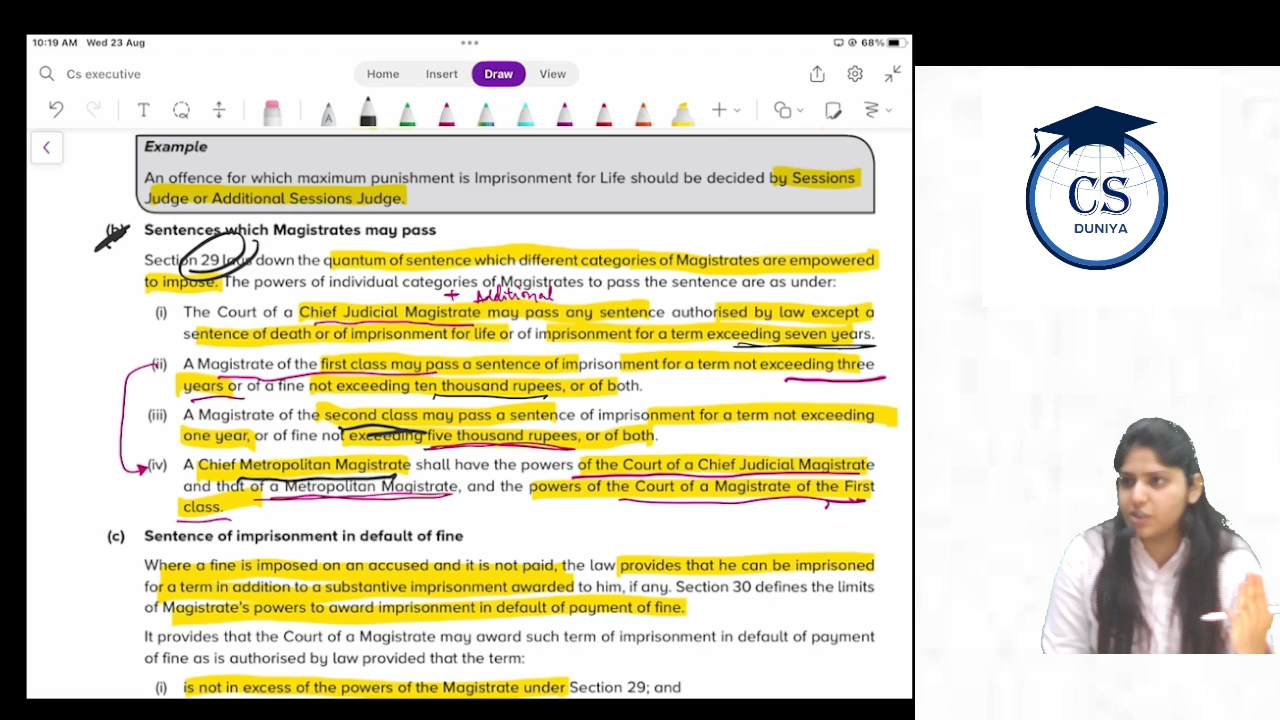 10:19 AM Wed 23 Aug
68%
Cs executive
Home Insert Draw View
T
A
Example
An offence for which maximum punishment is Imprisonment for Life should be decided by Sessions
Judge or Additional Sessions Judge.
(b) Sentences which Magistrates may pass
Section 29 lays down the quantum of sentence which different categories of Magistrates are empowered
to impose. The powers of individual categories of Magistrates to pass the sentence are as under:
+ Additional
(i) The Court of a Chief Judicial Magistrate may pass any sentence authorised by law except a
sentence of death or of imprisonment for life or of imprisonment for a term exceeding seven years.
(ii) A Magistrate of the first class may pass a sentence of imprisonment for a term not exceeding three
years or of a fine not exceeding ten thousand rupees, or of both.
(iii) A Magistrate of the second class may pass a sentence of imprisonment for a term not exceeding
one year, or of fine not exceeding five thousand rupees, or of both.
(iv) A Chief Metropolitan Magistrate shall have the powers of the Court of a Chief Judicial Magistrate
and that of a Metropolitan Magistrate, and the powers of the Court of a Magistrate of the First
class.
(c) Sentence of imprisonment in default of fine
Where a fine is imposed on an accused and it is not paid, the law provides that he can be imprisoned
for a term in addition to a substantive imprisonment awarded to him, if any. Section 30 defines the limits
of Magistrate's powers to award imprisonment in default of payment of fine.
It provides that the Court of a Magistrate may award such term of imprisonment in default of payment
of fine as is authorised by law provided that the term:
(i) is not in excess of the powers of the Magistrate under Section 29; and
CS
DUNIYA